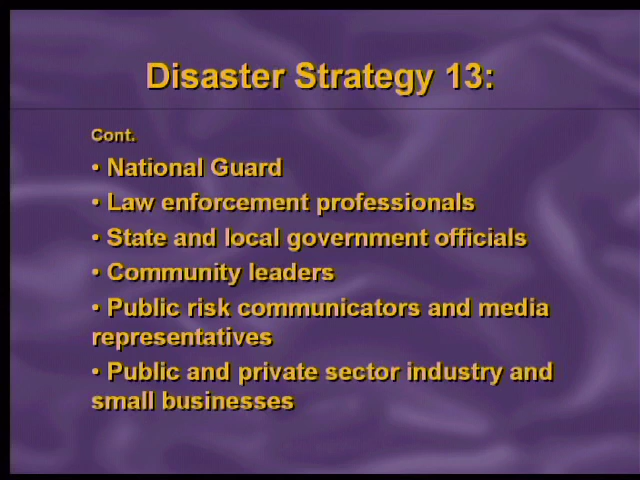 Disaster Strategy 13:
Cont.
• National Guard
• Law enforcement professionals
• State and local government officials
• Community leaders
• Public risk communicators and media
representatives
• Public and private sector industry and
small businesses